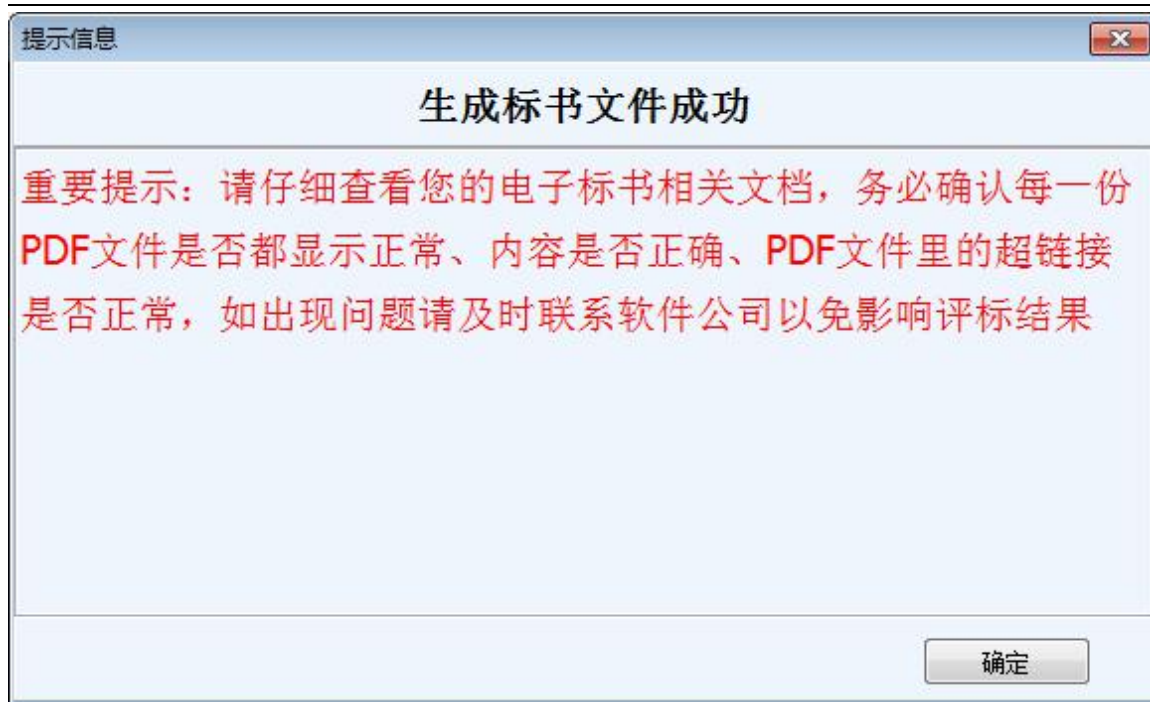 提示信息
生成标书文件成功
重要提示：请仔细查看您的电子标书相关文档，务必确认每一份
PDF文件是否都显示正常、内容是否正确、PDF文件里的超链接
是否正常，如出现问题请及时联系软件公司以免影响评标结果
确定